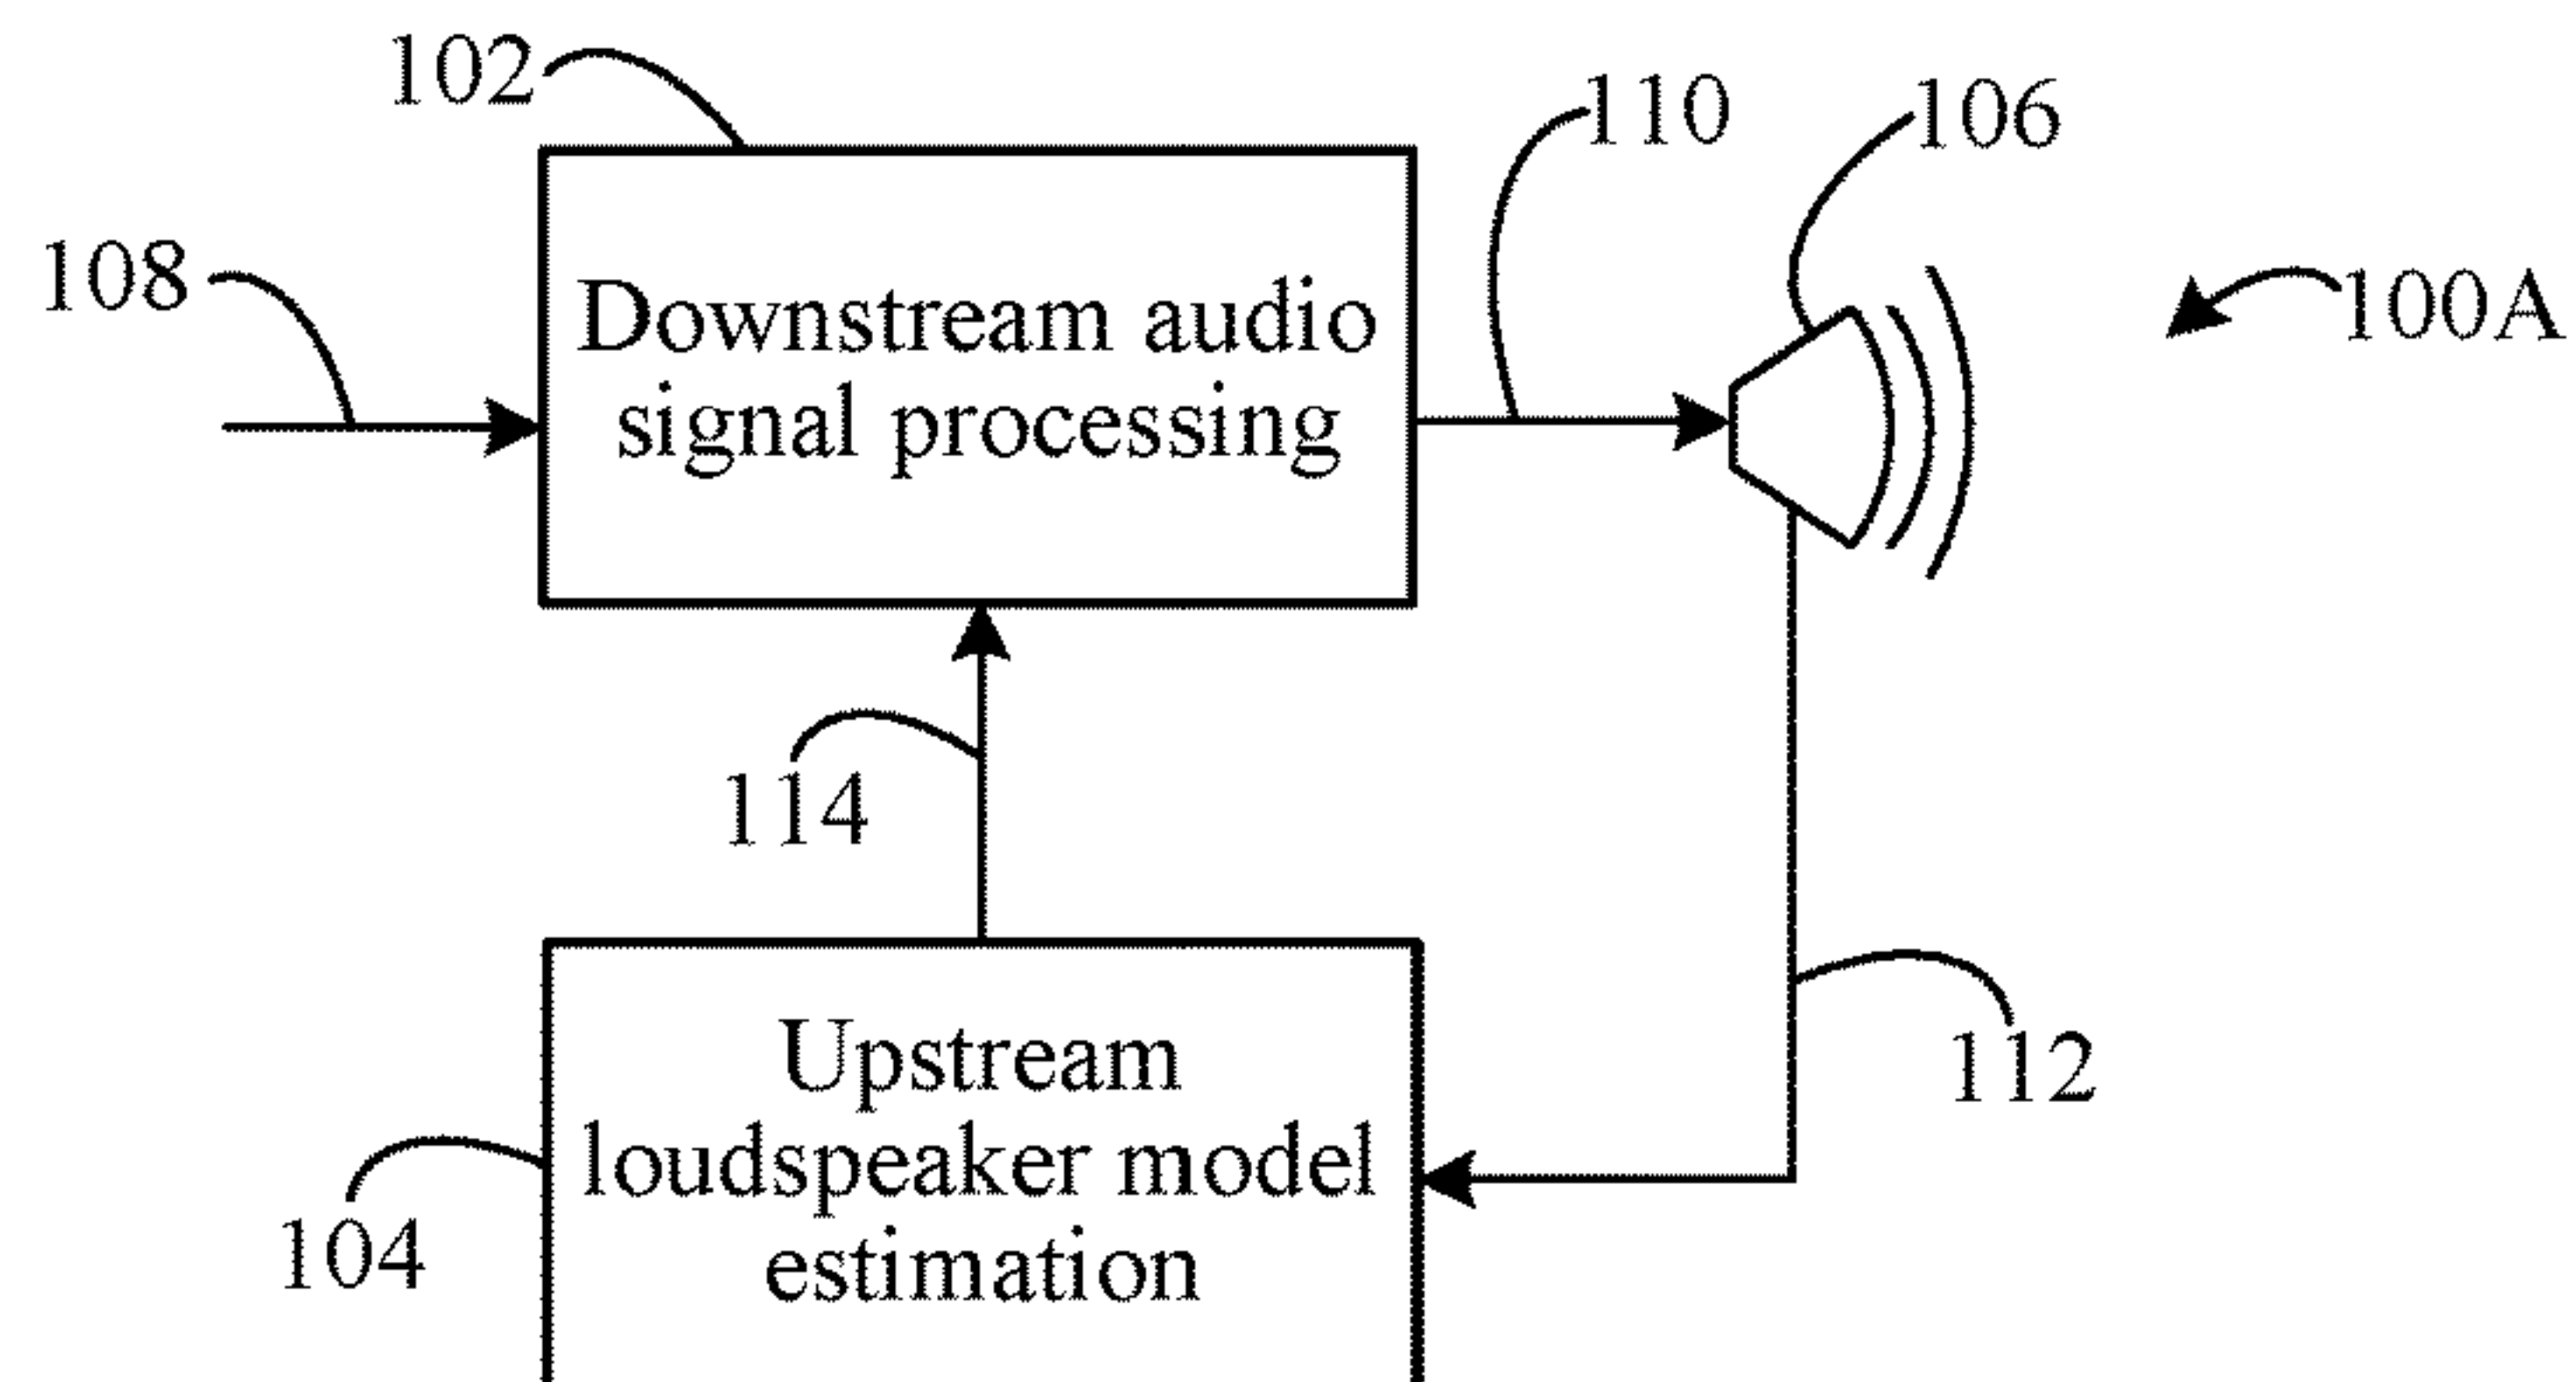 102
110
106
108
100A
Downstream audio
signal processing
114
112
104
Upstream
loudspeaker model
estimation